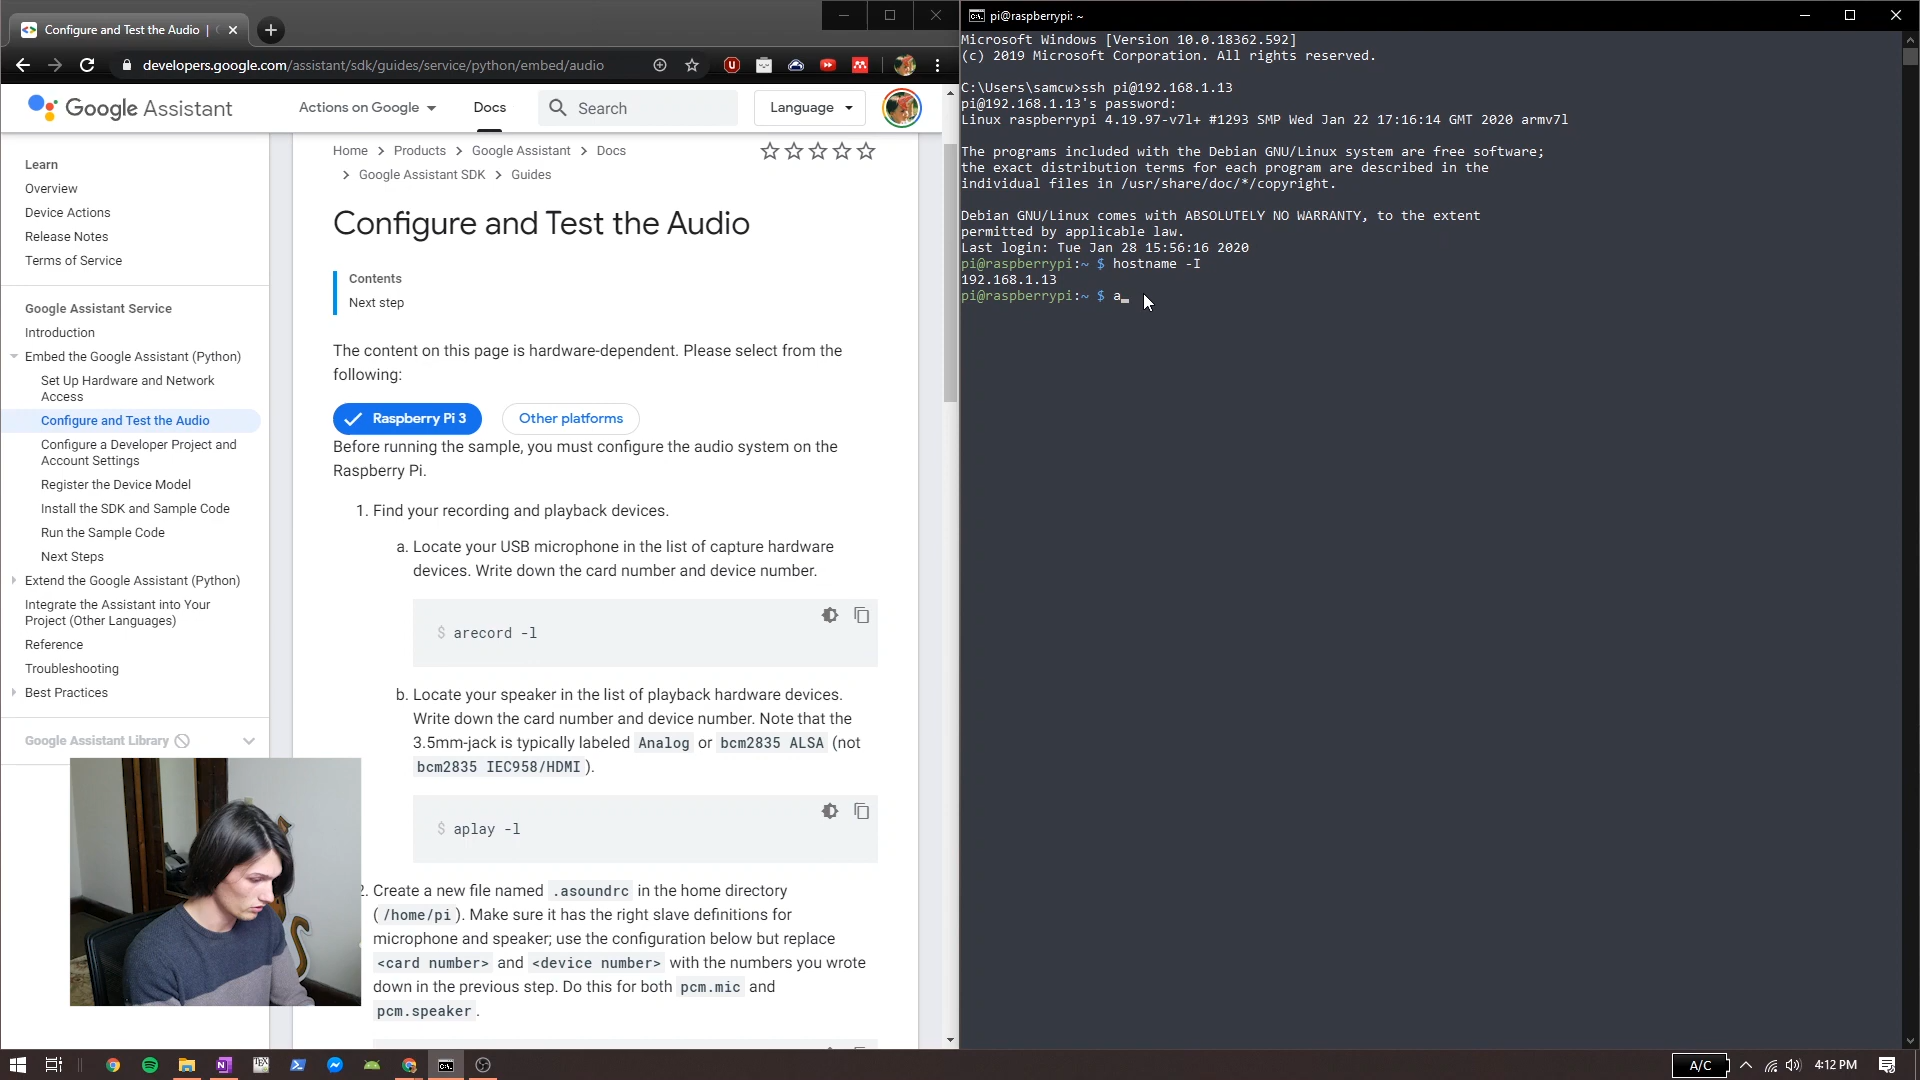 Configure and Test the Audio |
developers.google.com/assistant/sdk/guides/service/python/embed/audio
Google Assistant
Actions on Google
Docs
Search
Language
Learn
Overview
Device Actions
Release Notes
Terms of Service
Google Assistant Service
Introduction
Embed the Google Assistant (Python)
Set Up Hardware and Network
Access
Configure and Test the Audio
Configure a Developer Project and
Account Settings
Register the Device Model
Install the SDK and Sample Code
Run the Sample Code
Next Steps
Extend the Google Assistant (Python)
Integrate the Assistant into Your
Project (Other Languages)
Reference
Troubleshooting
Best Practices
Google Assistant Library
Home > Products > Google Assistant > Docs
> Google Assistant SDK > Guides
Configure and Test the Audio
Contents
Next step
The content on this page is hardware-dependent. Please select from the
following:
Raspberry Pi 3
Other platforms
Before running the sample, you must configure the audio system on the
Raspberry Pi.
1. Find your recording and playback devices.
a. Locate your USB microphone in the list of capture hardware
devices. Write down the card number and device number.
$ arecord -l
b. Locate your speaker in the list of playback hardware devices.
Write down the card number and device number. Note that the
3.5mm-jack is typically labeled Analog or bcm2835 ALSA (not
bcm2835 IEC958/HDMI ).
$ aplay -l
2. Create a new file named .asoundrc in the home directory
( /home/pi ). Make sure it has the right slave definitions for
microphone and speaker; use the configuration below but replace
<card number> and <device number> with the numbers you wrote
down in the previous step. Do this for both pcm.mic and
pcm.speaker .
pi@raspberrypi: ~
Microsoft Windows [Version 10.0.18362.592]
(c) 2019 Microsoft Corporation. All rights reserved.
C:\Users\samcw>ssh pi@192.168.1.13
pi@192.168.1.13's password:
Linux raspberrypi 4.19.97-v7l+ #1293 SMP Wed Jan 22 17:16:14 GMT 2020 armv7l
The programs included with the Debian GNU/Linux system are free software;
the exact distribution terms for each program are described in the
individual files in /usr/share/doc/*/copyright.
Debian GNU/Linux comes with ABSOLUTELY NO WARRANTY, to the extent
permitted by applicable law.
Last login: Tue Jan 28 15:56:16 2020
pi@raspberrypi:~ $ hostname -I
192.168.1.13
pi@raspberrypi:~ $ a_
A/C
4:12 PM